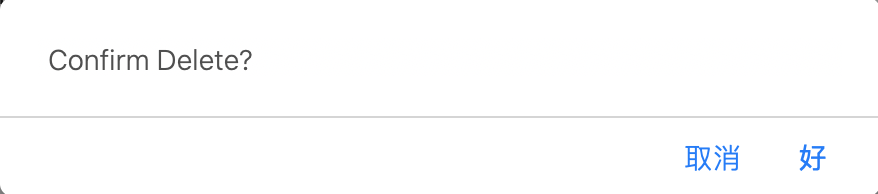 Confirm Delete?
取消 好